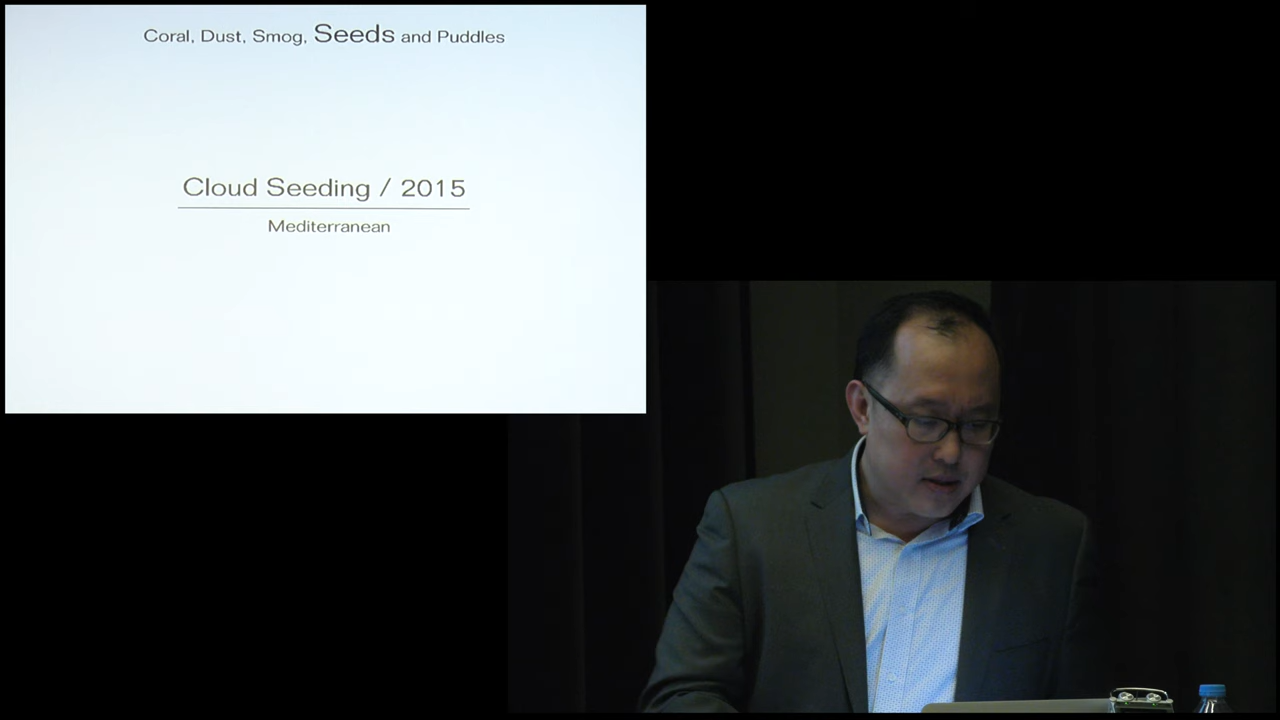 Coral, Dust, Smog, Seeds and Puddles
Cloud Seeding / 2015
Mediterranean